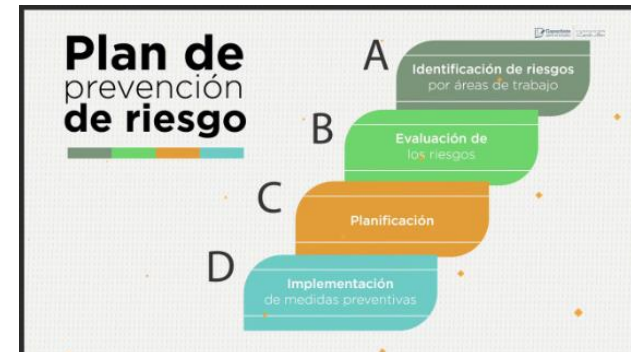 Plan de
prevención
de riesgo
A
Identificación de riesgos
por áreas de trabajo
B
Evaluación de
los riesgos
C
Planificación
D
Implementación
de medidas preventivas